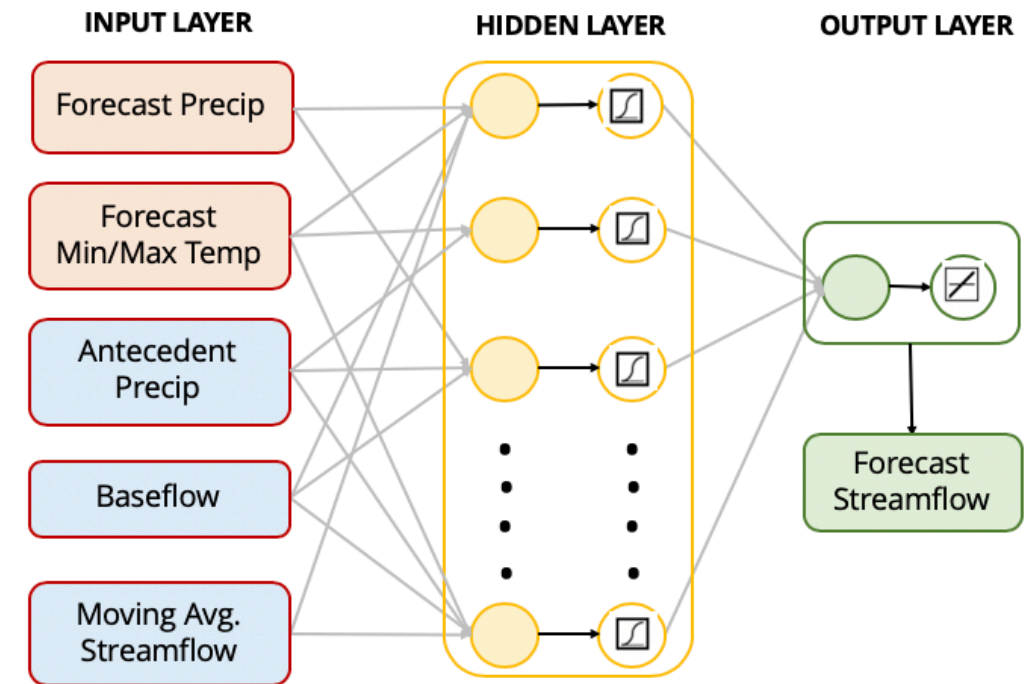 INPUT LAYER
HIDDEN LAYER
OUTPUT LAYER
Forecast Precip
Forecast
Min/Max Temp
Antecedent
Precip
Baseflow
Moving Avg.
Streamflow
Forecast
Streamflow